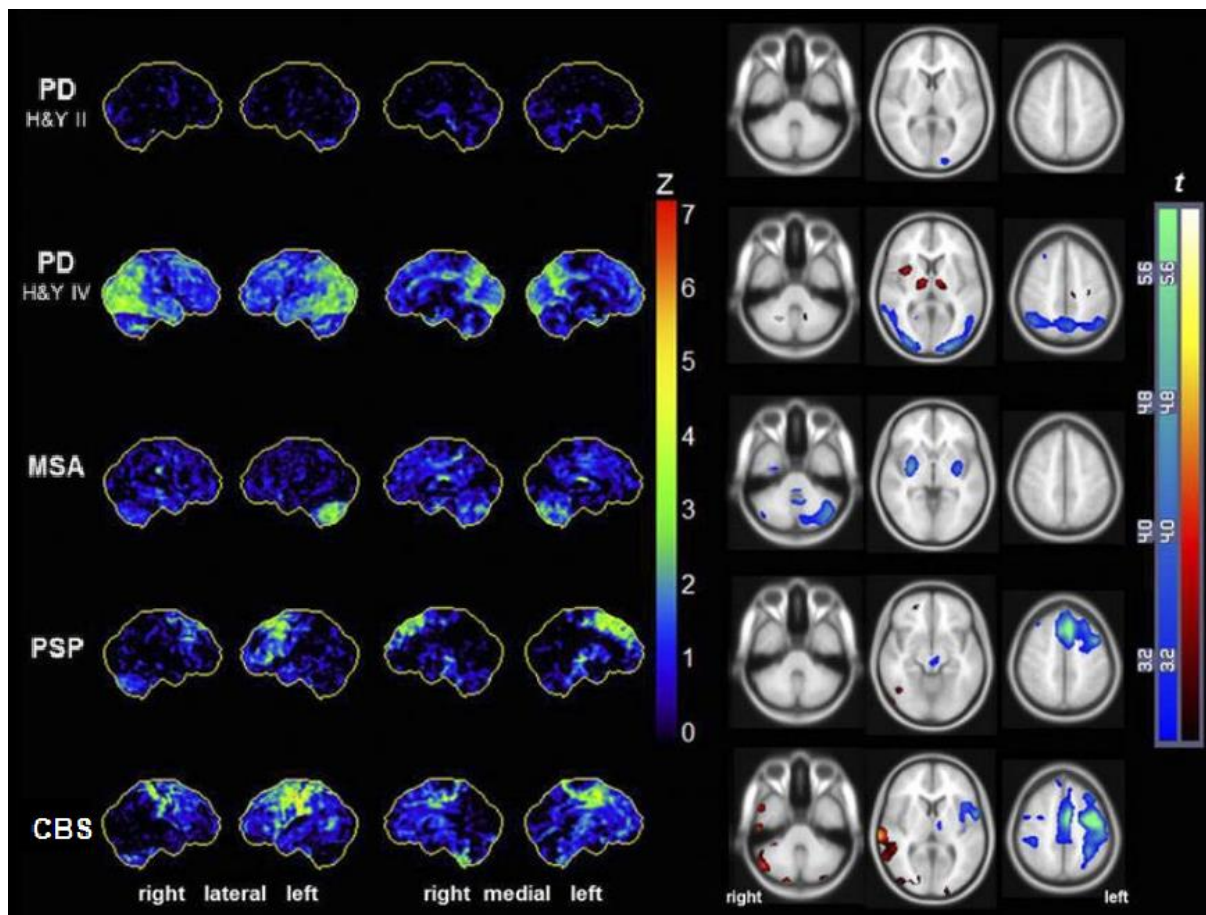 PD
H&Y II
PD
H&Y IV
MSA
PSP
CBS
right lateral left
right medial left
Z
7
6
5
4
3
2
1
0
right
left
t
5.6 5.6
4.8 4.8
4.0 4.0
3.2 3.2